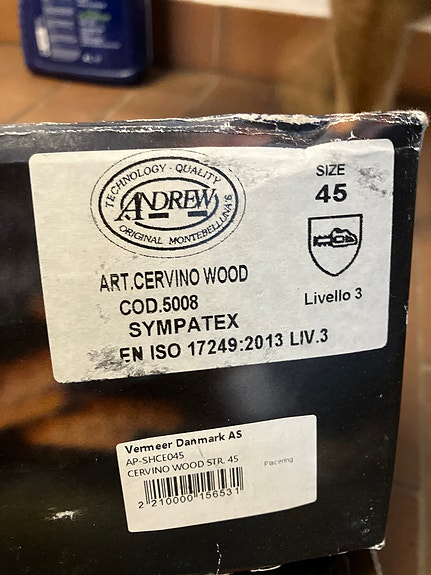 TECHNOLOGY - QUALITY
ANDREW
ORIGINAL MONTEBELLUNA'S
SIZE
45
Livello 3
ART.CERVINO WOOD
COD.5008
SYMPATEX
EN ISO 17249:2013 LIV.3
Vermeer Danmark AS
AP-SHCE045
CERVINO WOOD STR. 45
Placering
2 210000 156531